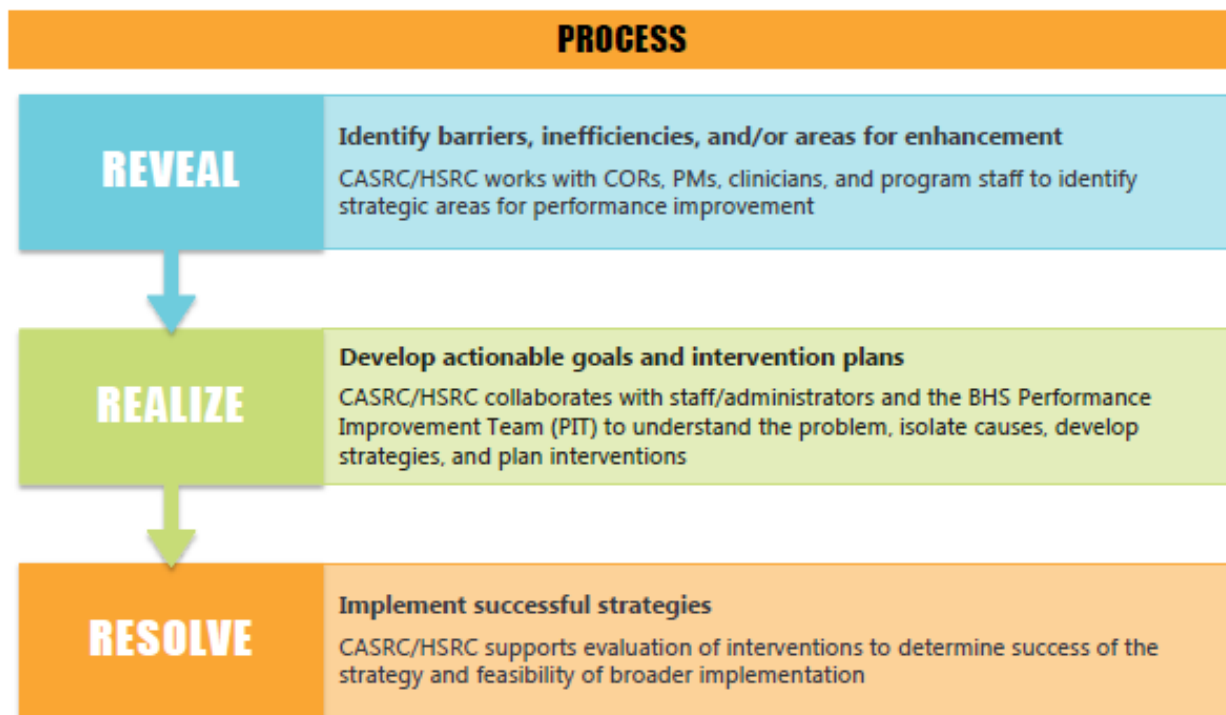 PROCESS
REVEAL
Identify barriers, inefficiencies, and/or areas for enhancement
CASRC/HSRC works with CORs, PMs, clinicians, and program staff to identify
strategic areas for performance improvement
REALIZE
Develop actionable goals and intervention plans
CASRC/HSRC collaborates with staff/administrators and the BHS Performance
Improvement Team (PIT) to understand the problem, isolate causes, develop
strategies, and plan interventions
RESOLVE
Implement successful strategies
CASRC/HSRC supports evaluation of interventions to determine success of the
strategy and feasibility of broader implementation